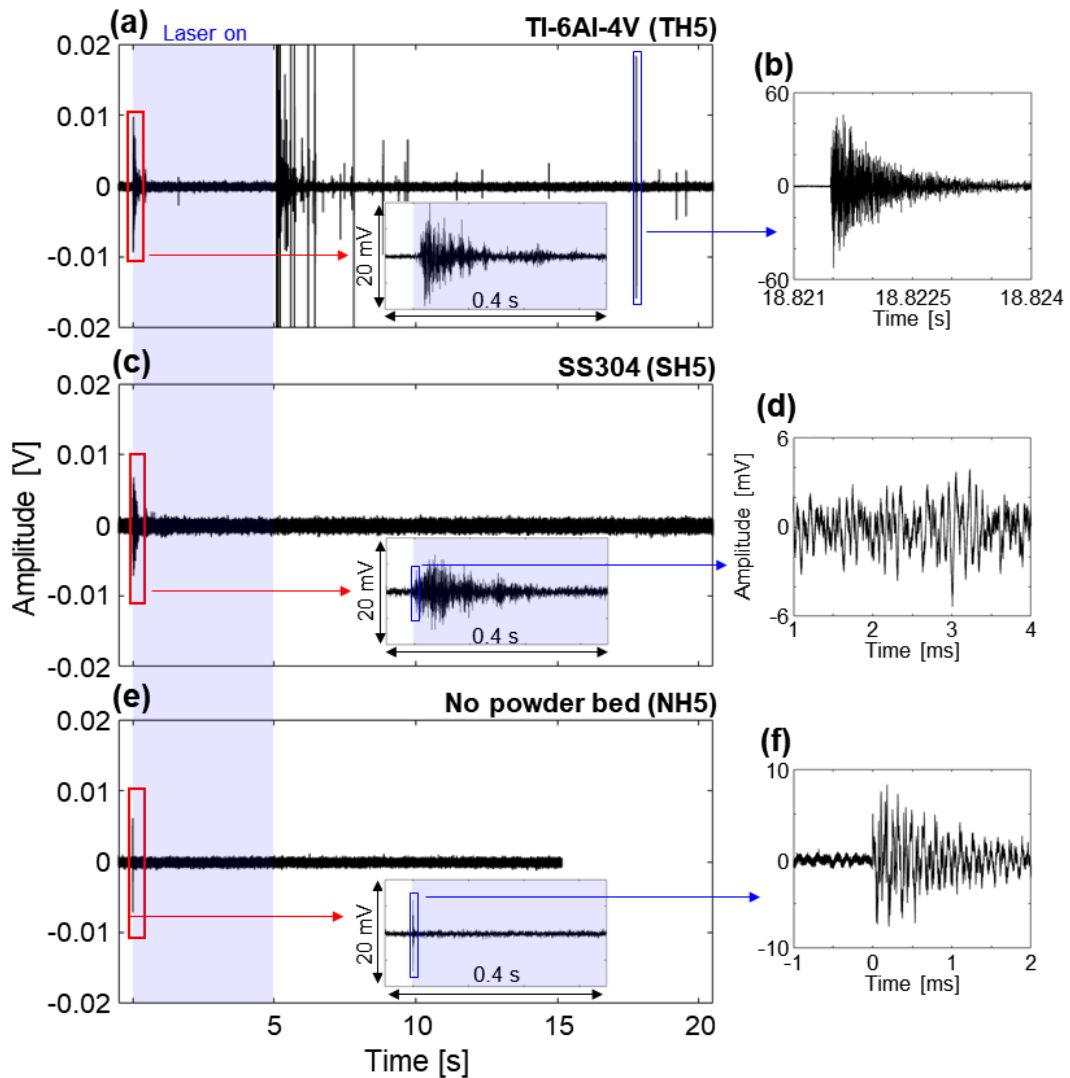 (a)
TI-6Al-4V (TH5)
Laser on
0.02
0.01
0
-0.01
-0.02
20 mV
0.4 s
(b)
60
0
-60
18.821
18.8225
18.824
Time [s]
(c)
SS304 (SH5)
0.02
0.01
0
-0.01
-0.02
Amplitude [V]
20 mV
0.4 s
(d)
6
0
-6
Amplitude [mV]
1
2
3
4
Time [ms]
(e)
No powder bed (NH5)
0.02
0.01
0
-0.01
-0.02
20 mV
0.4 s
5
10
15
20
Time [s]
(f)
10
0
-10
-1
0
1
2
Time [ms]